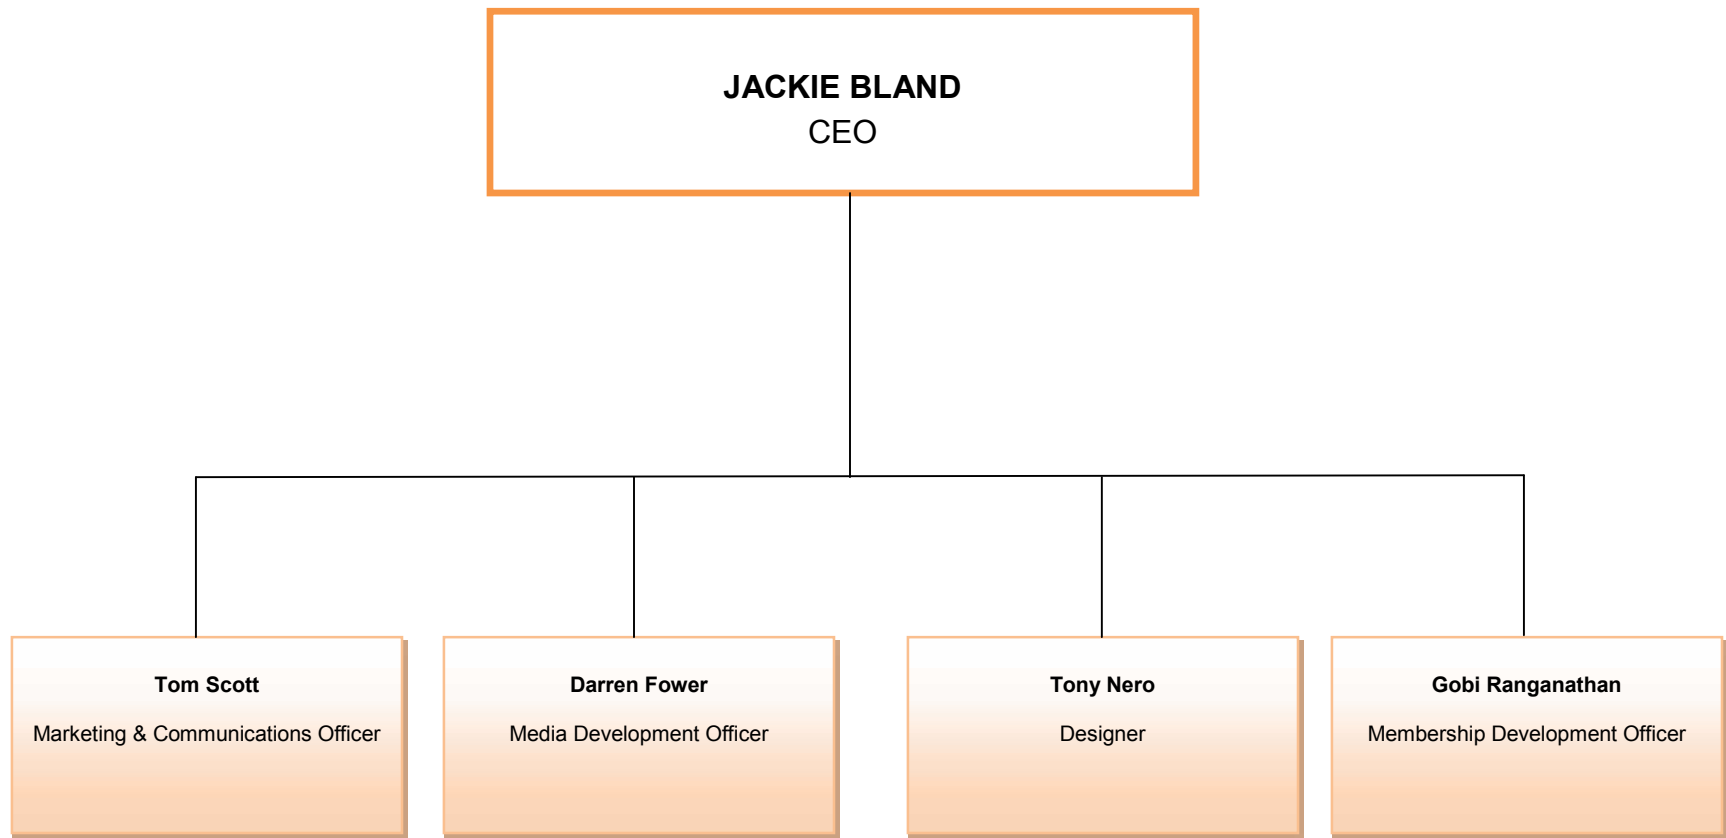 JACKIE BLAND
CEO
Tom Scott
Marketing & Communications Officer
Darren Fower
Media Development Officer
Tony Nero
Designer
Gobi Ranganathan
Membership Development Officer